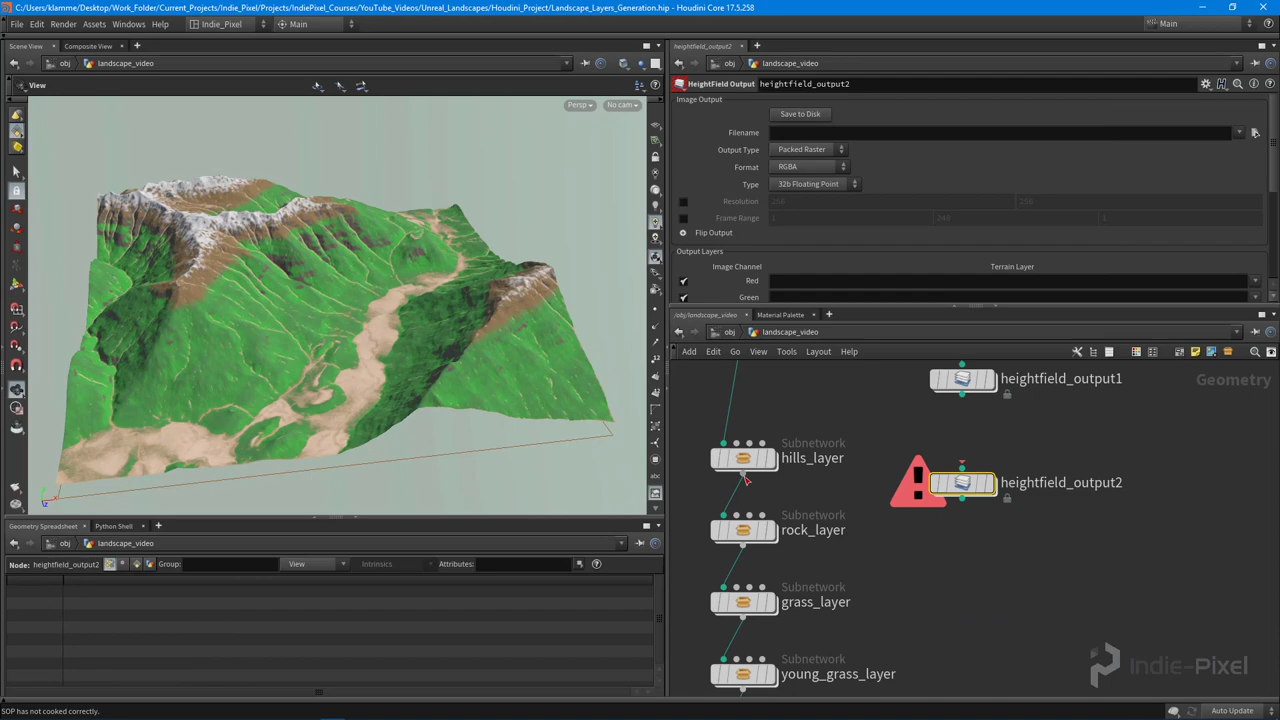 C:/Users/klamme/Desktop/Work_Folder/Current_Projects/Indie_Pixel/Projects/IndiePixel_Courses/YouTube_Videos/Unreal_Landscapes/Houdini_Project/Landscape_Layers_Generation.hip - Houdini Core 17.5.258
File Edit Render Assets Windows Help Indie_Pixel Main Main
Scene View Composite View
obj landscape_video
View
Persp No cam
Geometry Spreadsheet Python Shell
obj landscape_video
Node: heightfield_output2 Group: View Intrinsics Attributes:
heightfield_output2
obj landscape_video
HeightField Output heightfield_output2
Image Output
Save to Disk
Filename
Output Type Packed Raster
Format RGBA
Type 32b Floating Point
Resolution 256 256
Frame Range 1 240 1
Flip Output
Output Layers
Image Channel Terrain Layer
Red
Green
/obj/landscape_video Material Palette
obj landscape_video
Add Edit Go View Tools Layout Help
Geometry
heightfield_output1
Subnetwork
hills_layer
heightfield_output2
Subnetwork
rock_layer
Subnetwork
grass_layer
Subnetwork
young_grass_layer
Indie-Pixel
SOP has not cooked correctly.
Auto Update